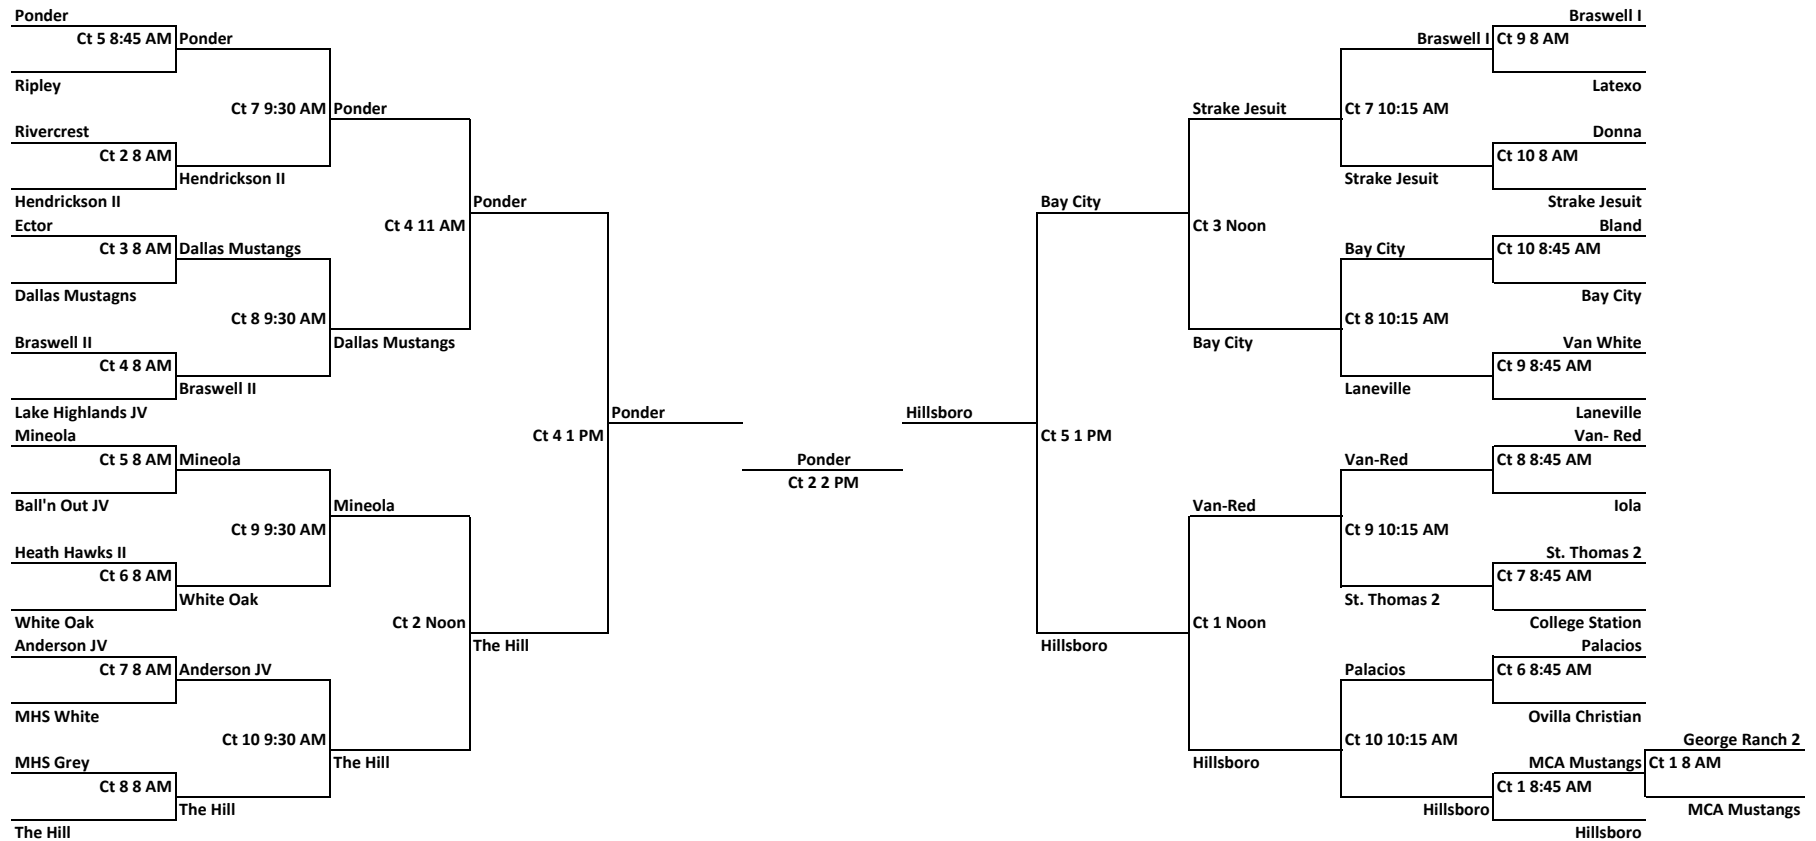 Ponder
Ct 5 8:45 AM
Ponder
Ripley
Ct 7 9:30 AM
Ponder
Rivercrest
Ct 2 8 AM
Hendrickson II
Hendrickson II
Ponder
Ector
Ct 4 11 AM
Ct 3 8 AM
Dallas Mustangs
Dallas Mustagns
Ct 8 9:30 AM
Dallas Mustangs
Braswell II
Ct 4 8 AM
Braswell II
Lake Highlands JV
Ponder
Mineola
Ct 4 1 PM
Ct 5 8 AM
Mineola
Ball'n Out JV
Mineola
Ct 9 9:30 AM
Heath Hawks II
Ct 6 8 AM
White Oak
White Oak
Ct 2 Noon
Anderson JV
The Hill
Ct 7 8 AM
Anderson JV
MHS White
Ct 10 9:30 AM
The Hill
MHS Grey
Ct 8 8 AM
The Hill
The Hill
Ponder
Ct 2 2 PM
Braswell I
Braswell I
Ct 9 8 AM
Latexo
Strake Jesuit
Ct 7 10:15 AM
Donna
Ct 10 8 AM
Strake Jesuit
Strake Jesuit
Bay City
Bland
Ct 3 Noon
Bay City
Ct 10 8:45 AM
Bay City
Ct 8 10:15 AM
Bay City
Van White
Ct 9 8:45 AM
Laneville
Laneville
Hillsboro
Van- Red
Ct 5 1 PM
Van-Red
Ct 8 8:45 AM
Iola
Van-Red
Ct 9 10:15 AM
St. Thomas 2
Ct 7 8:45 AM
St. Thomas 2
College Station
Ct 1 Noon
Hillsboro
Palacios
Palacios
Ct 6 8:45 AM
Ovilla Christian
Ct 10 10:15 AM
George Ranch 2
Hillsboro
MCA Mustangs
Ct 1 8 AM
Ct 1 8:45 AM
Hillsboro
MCA Mustangs
Hillsboro